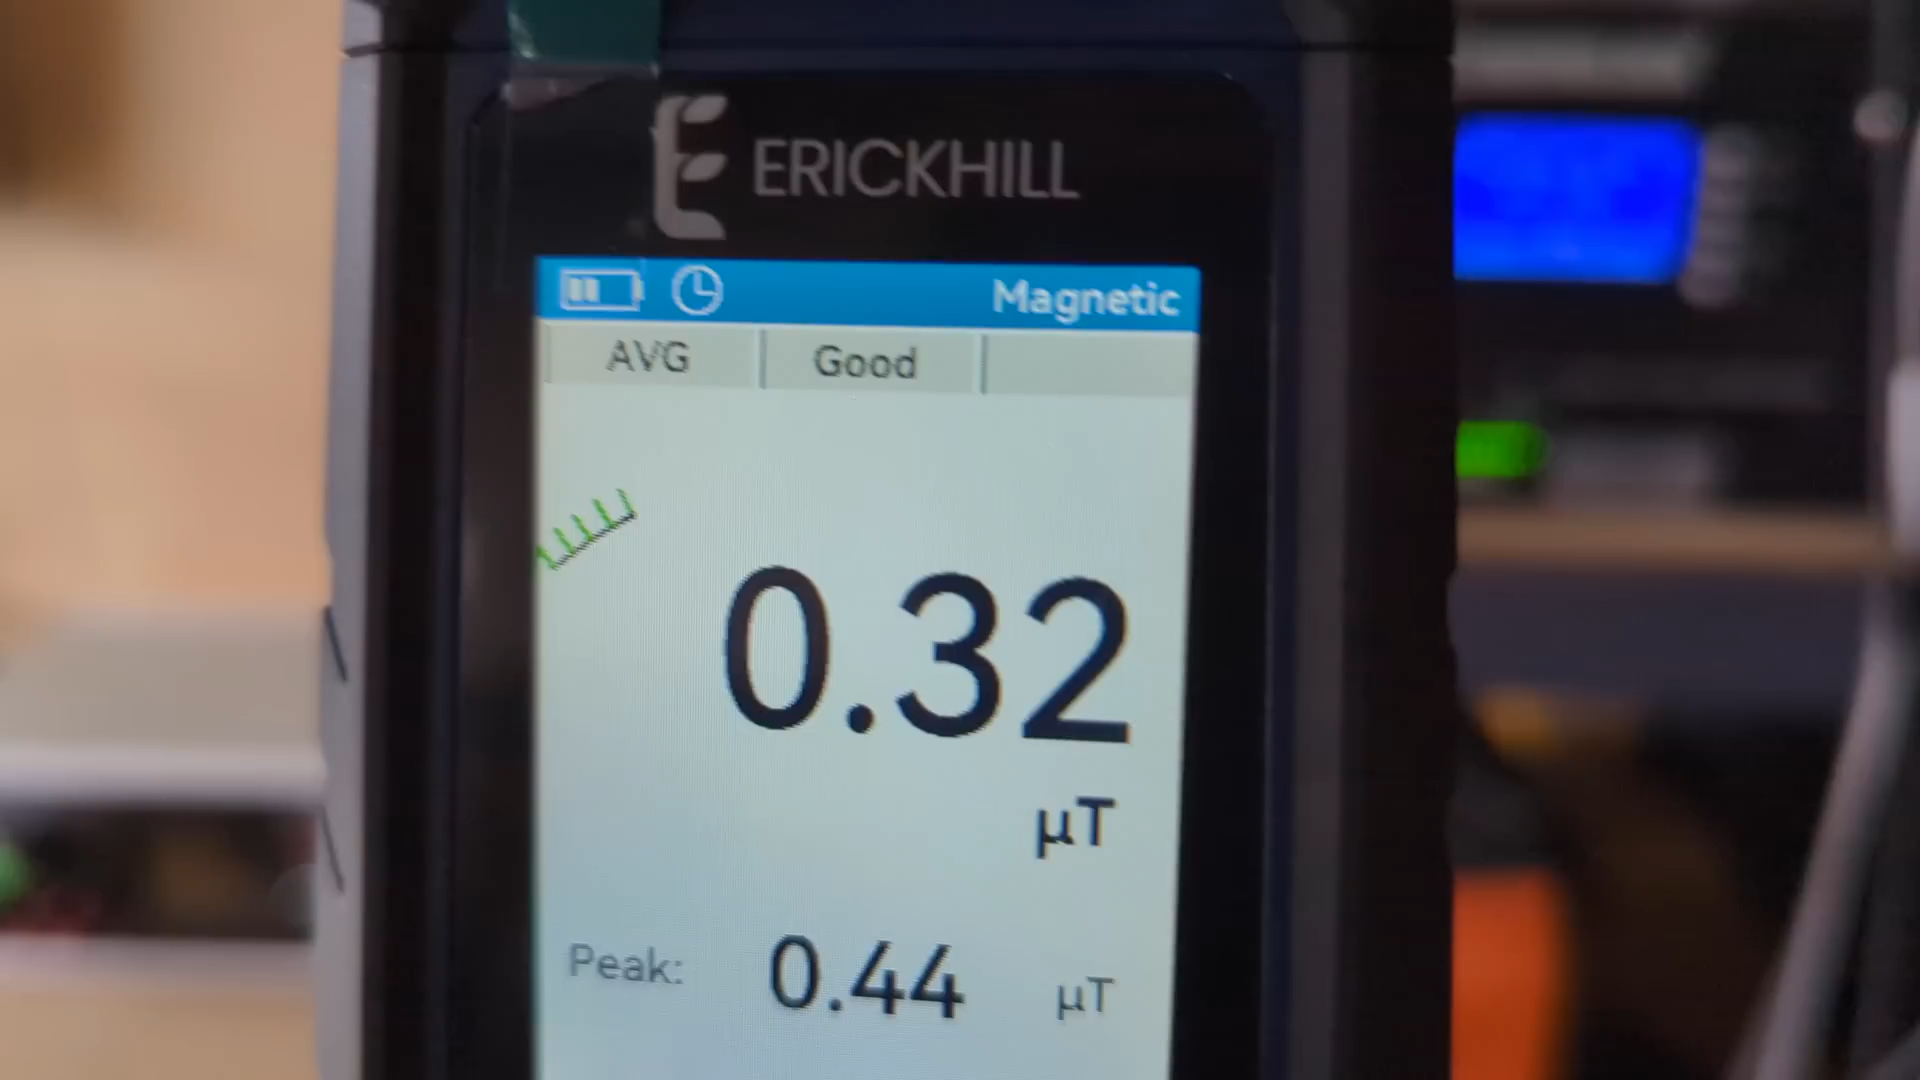 ERICKHILL
Magnetic
AVG Good
0.32
µT
Peak: 0.44 µT